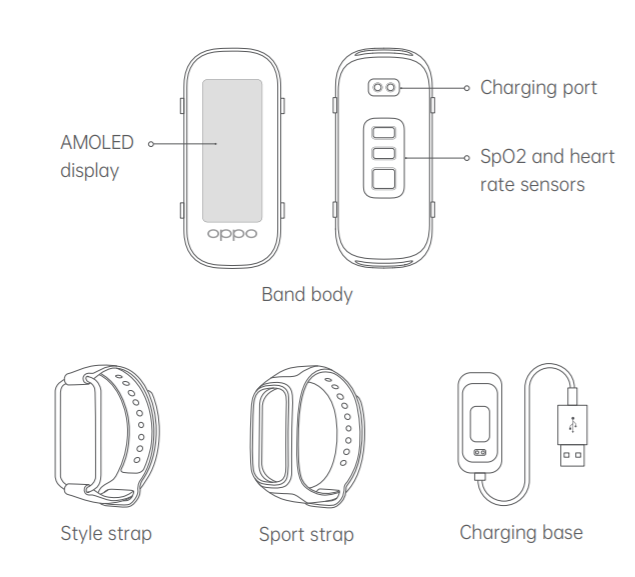 AMOLED
display
oppo
Charging port
SpO2 and heart
rate sensors
Band body
Style strap
Sport strap
Charging base